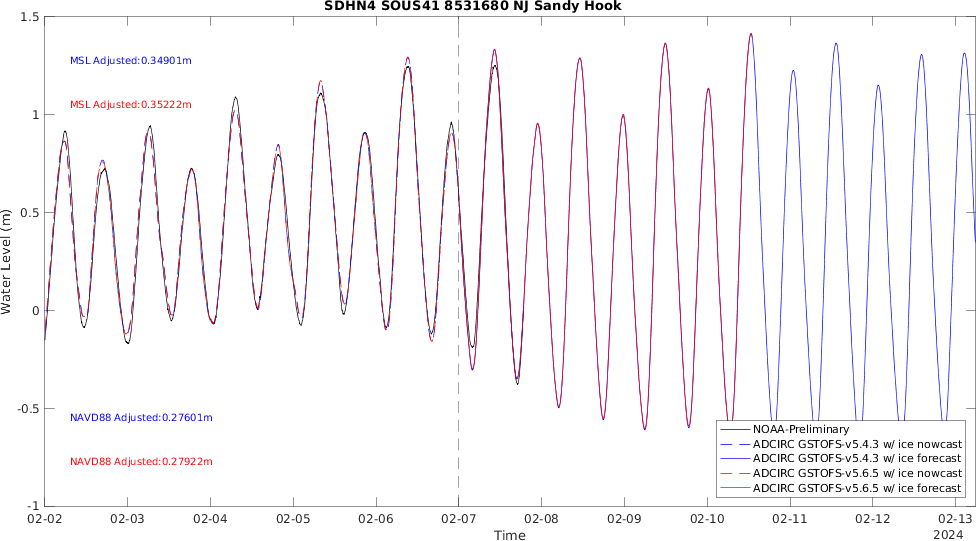 SDHN4 SOUS41 8531680 NJ Sandy Hook
1.5
1
0.5
0
-0.5
-1
Water Level (m)
MSL Adjusted:0.34901m
MSL Adjusted:0.35222m
NAVD88 Adjusted:0.27601m
NAVD88 Adjusted:0.27922m
NOAA-Preliminary
ADCIRC GSTOFS-v5.4.3 w/ ice nowcast
ADCIRC GSTOFS-v5.4.3 w/ ice forecast
ADCIRC GSTOFS-v5.6.5 w/ ice nowcast
ADCIRC GSTOFS-v5.6.5 w/ ice forecast
02-02 02-03 02-04 02-05 02-06 02-07 02-08 02-09 02-10 02-11 02-12 02-13
Time
2024